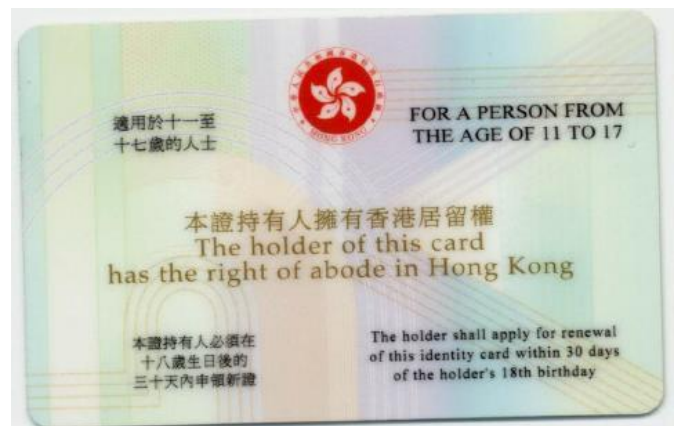 適用於十一至
十七歲的人士
HONG KONG
FOR A PERSON FROM
THE AGE OF 11 TO 17
本證持有人擁有香港居留權
The holder of this card
has the right of abode in Hong Kong
本證持有人必須在
十八歲生日後的
三十天內申領新證
The holder shall apply for renewal
of this identity card within 30 days
of the holder's 18th birthday